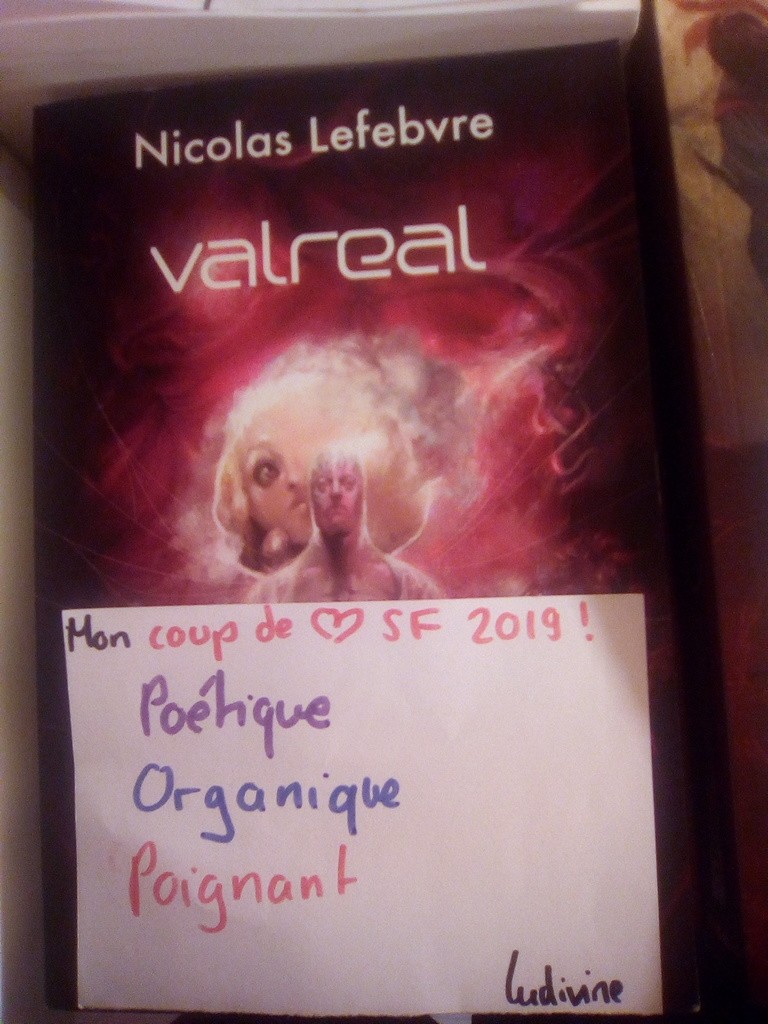 Nicolas Lefebvre
valreal
Mon coup de ♡ SF 2019 !
Poétique
Organique
Poignant
Ludivine